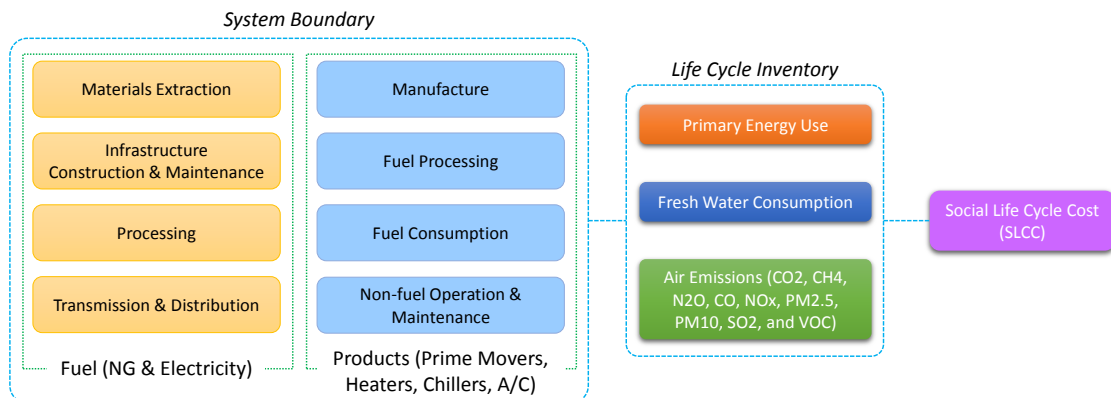 System Boundary
Materials Extraction
Infrastructure
Construction & Maintenance
Processing
Transmission & Distribution
Fuel (NG & Electricity)
Manufacture
Fuel Processing
Fuel Consumption
Non-fuel Operation &
Maintenance
Products (Prime Movers,
Heaters, Chillers, A/C)
Life Cycle Inventory
Primary Energy Use
Fresh Water Consumption
Air Emissions (CO2, CH4,
N2O, CO, NOx, PM2.5,
PM10, SO2, and VOC)
Social Life Cycle Cost
(SLCC)